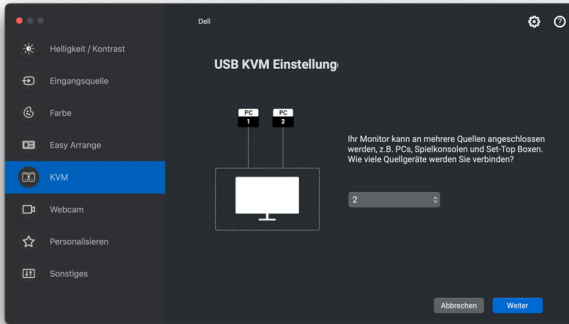 Dell
Helligkeit / Kontrast
Eingangsquelle
Farbe
Easy Arrange
KVM
Webcam
Personalisieren
Sonstiges
USB KVM Einstellung
PC
1
PC
2
Ihr Monitor kann an mehrere Quellen angeschlossen
werden, z.B. PCs, Spielkonsolen und Set-Top Boxen.
Wie viele Quellgeräte werden Sie verbinden?
2
Abbrechen
Weiter